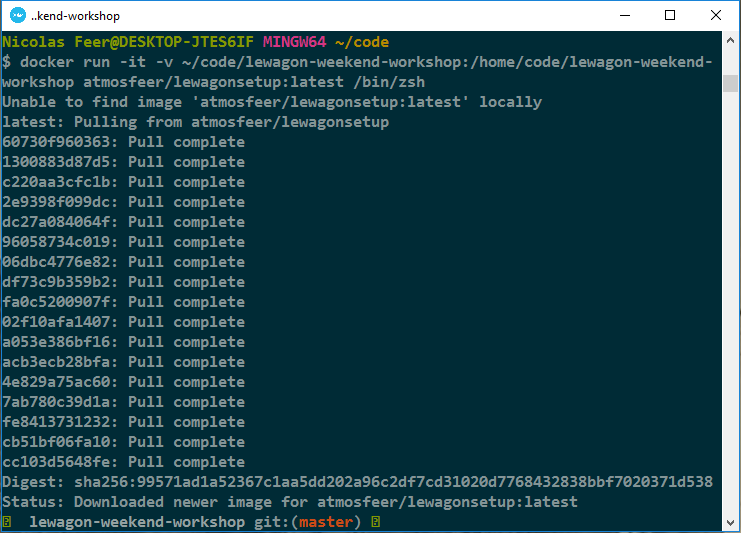 ..kend-workshop
Nicolas Feer@DESKTOP-JTES6IF MINGW64 ~/code
$ docker run -it -v ~/code/lewagon-weekend-workshop:/home/code/lewagon-weekend-
workshop atmosfeer/lewagonsetup:latest /bin/zsh
Unable to find image 'atmosfeer/lewagonsetup:latest' locally
latest: Pulling from atmosfeer/lewagonsetup
60730f960363: Pull complete
1300883d87d5: Pull complete
c220aa3cfc1b: Pull complete
2e9398f099dc: Pull complete
dc27a084064f: Pull complete
96058734c019: Pull complete
06dbc4776e82: Pull complete
df73c9b359b2: Pull complete
fa0c5200907f: Pull complete
02f10afa1407: Pull complete
a053e386bf16: Pull complete
acb3ecb28bfa: Pull complete
4e829a75ac60: Pull complete
7ab780c39d1a: Pull complete
fe8413731232: Pull complete
cb51bf06fa10: Pull complete
cc103d5648fe: Pull complete
Digest: sha256:99571ad1a52367c1aa5dd202a96c2df7cd31020d7768432838bbf7020371d538
Status: Downloaded newer image for atmosfeer/lewagonsetup:latest
lewagon-weekend-workshop git:(master)